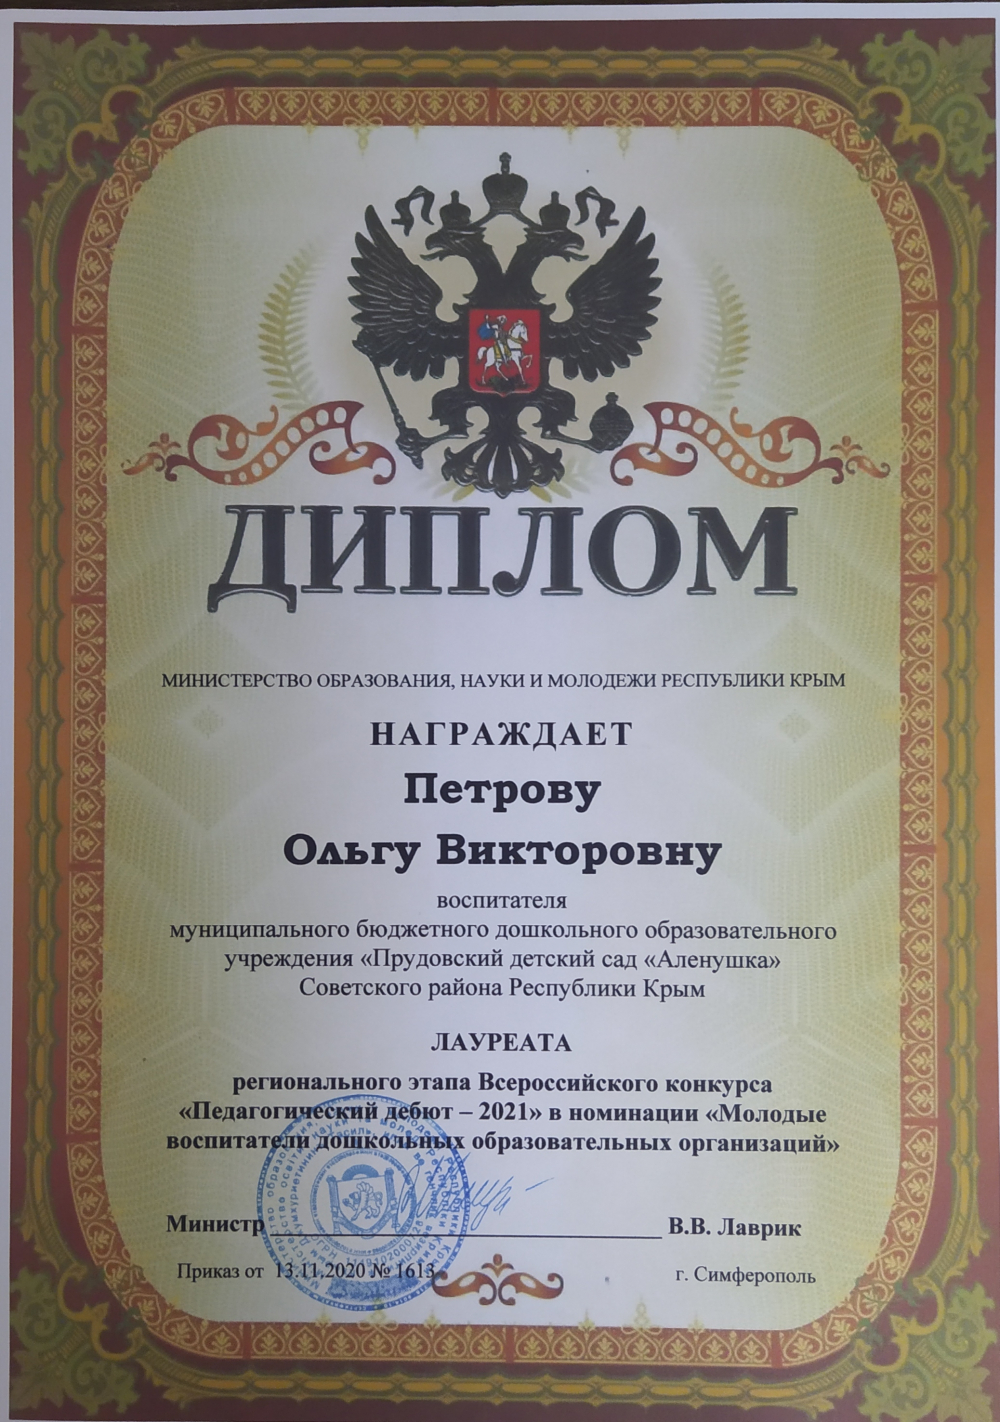 ДИПЛОМ
МИНИСТЕРСТВО ОБРАЗОВАНИЯ, НАУКИ И МОЛОДЕЖИ РЕСПУБЛИКИ КРЫМ
НАГРАЖДАЕТ
Петрову
Ольгу Викторовну
воспитателя
муниципального бюджетного дошкольного образовательного
учреждения «Прудовский детский сад «Аленушка»
Советского района Республики Крым
ЛАУРЕАТА
регионального этапа Всероссийского конкурса
«Педагогический дебют – 2021» в номинации «Молодые
воспитатели дошкольных образовательных организаций»
Министр В.В. Лаврик
Приказ от 13.11.2020 № 1613 г. Симферополь